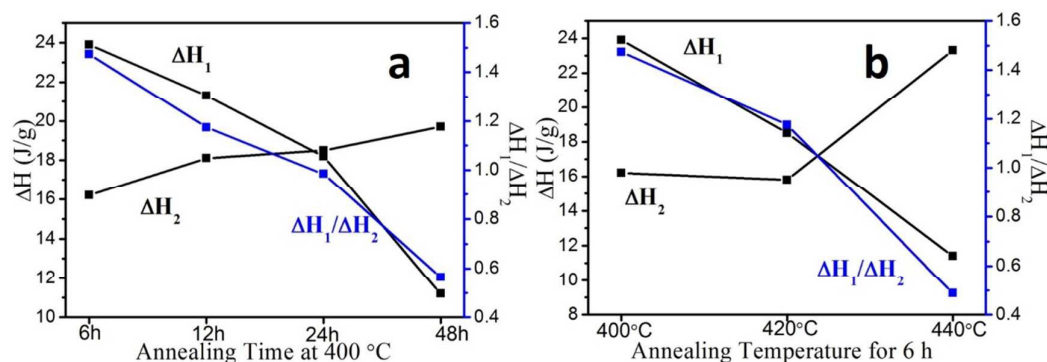 a
ΔH (J/g)
24
22
20
18
16
14
12
10
ΔH₁
ΔH₂
ΔH₁/ΔH₂
1.6
1.4
1.2
1.0
0.8
0.6
0.4
ΔH₁/ΔH₂
6h 12h 24h 48h
Annealing Time at 400 °C
b
ΔH (J/g)
24
22
20
18
16
14
12
10
8
ΔH₁
ΔH₂
ΔH₁/ΔH₂
1.6
1.4
1.2
1.0
0.8
0.6
0.4
ΔH₁/ΔH₂
400°C 420°C 440°C
Annealing Temperature for 6 h